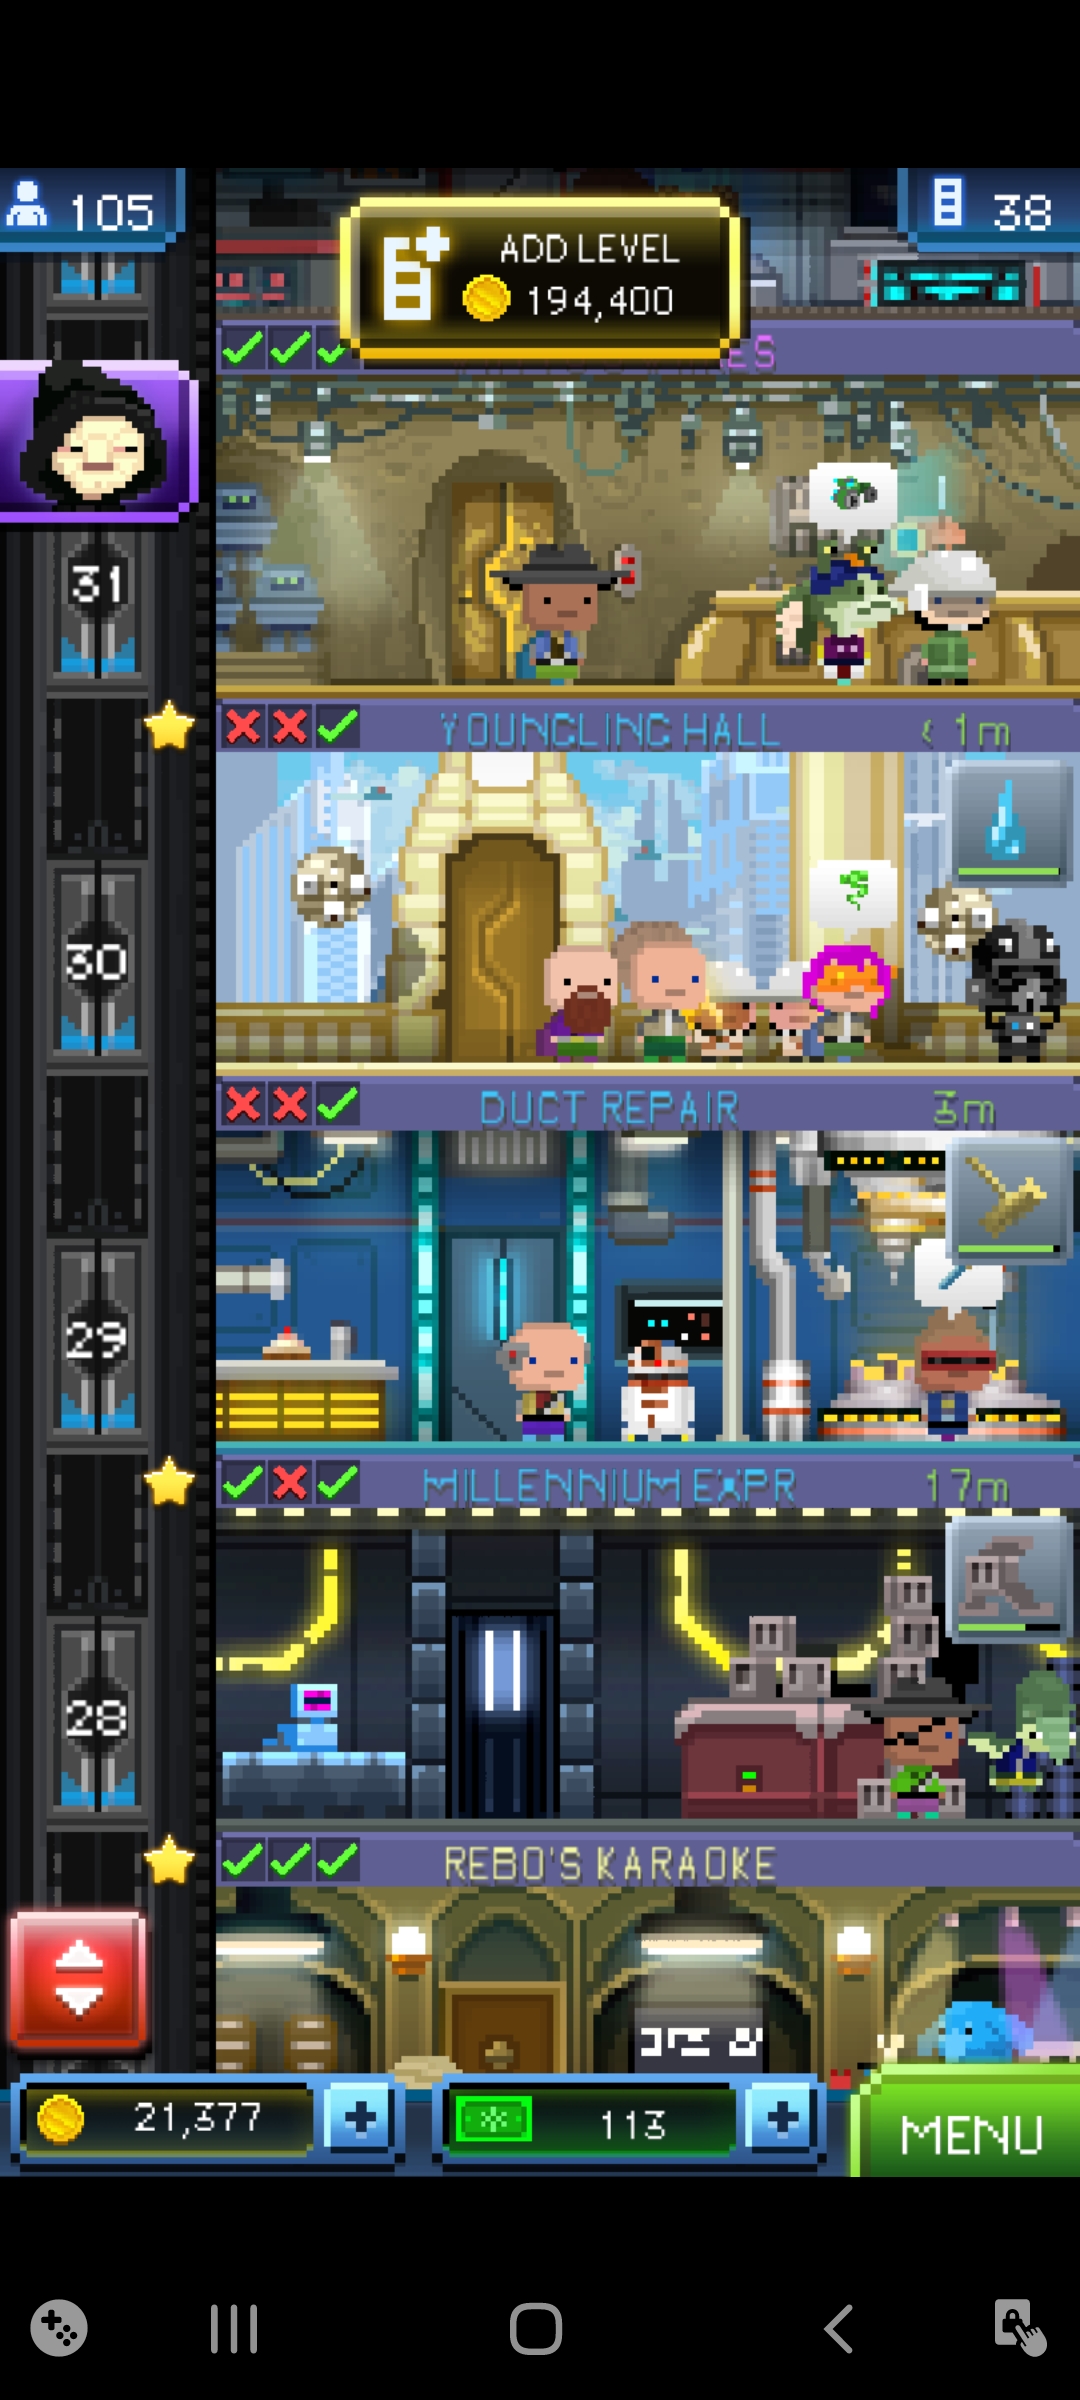 105
38
ADD LEVEL
194,400
31
YOUNGLING HALL < 1m
30
DUCT REPAIR 3m
29
MILLENNIUM EXPR 17m
28
REBO'S KARAOKE
21,377
113
MENU